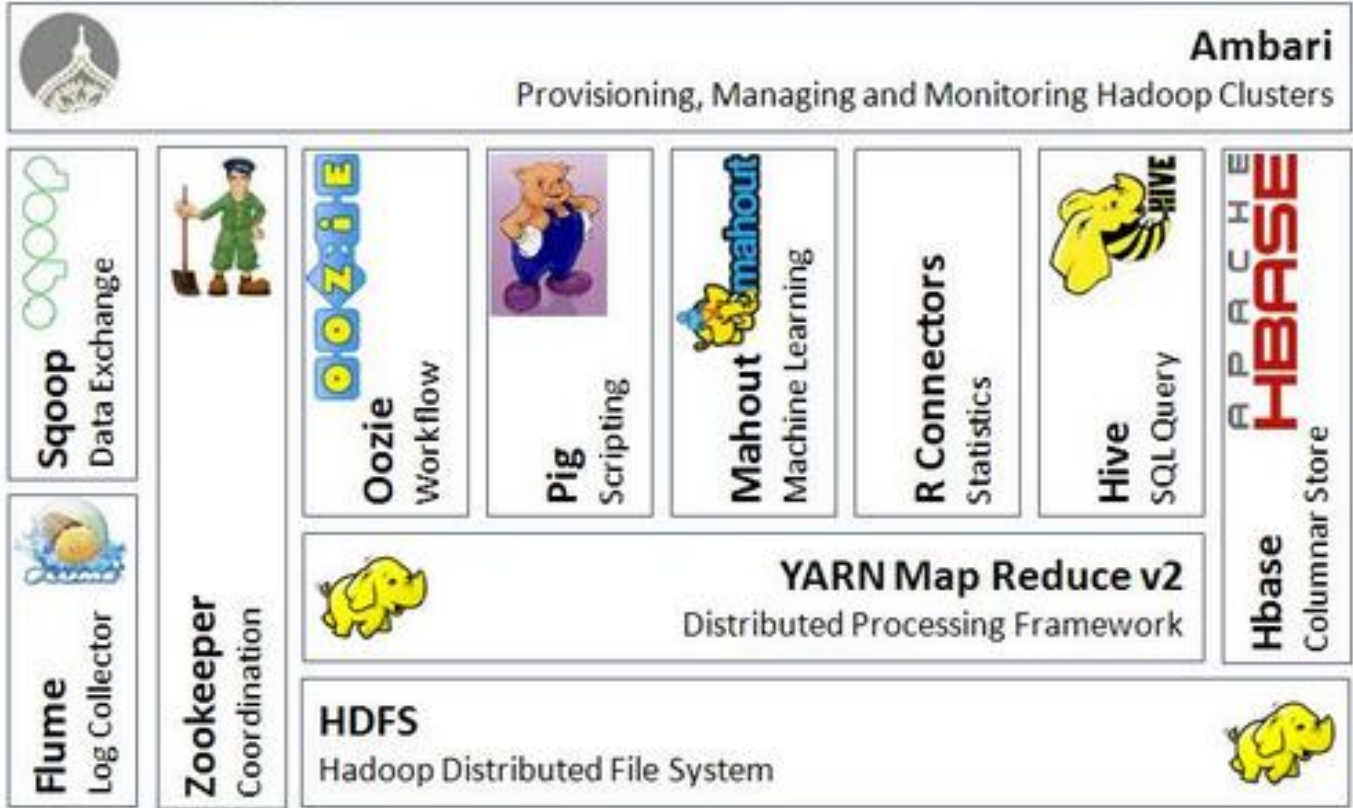 Ambari
Provisioning, Managing and Monitoring Hadoop Clusters
sqoop
Sqoop
Data Exchange
Flume
Log Collector
Zookeeper
Coordination
OOZIE
Oozie
Workflow
Pig
Scripting
mahout
Mahout
Machine Learning
R Connectors
Statistics
HIVE
Hive
SQL Query
APACHE
HBASE
Hbase
Columnar Store
YARN Map Reduce v2
Distributed Processing Framework
HDFS
Hadoop Distributed File System